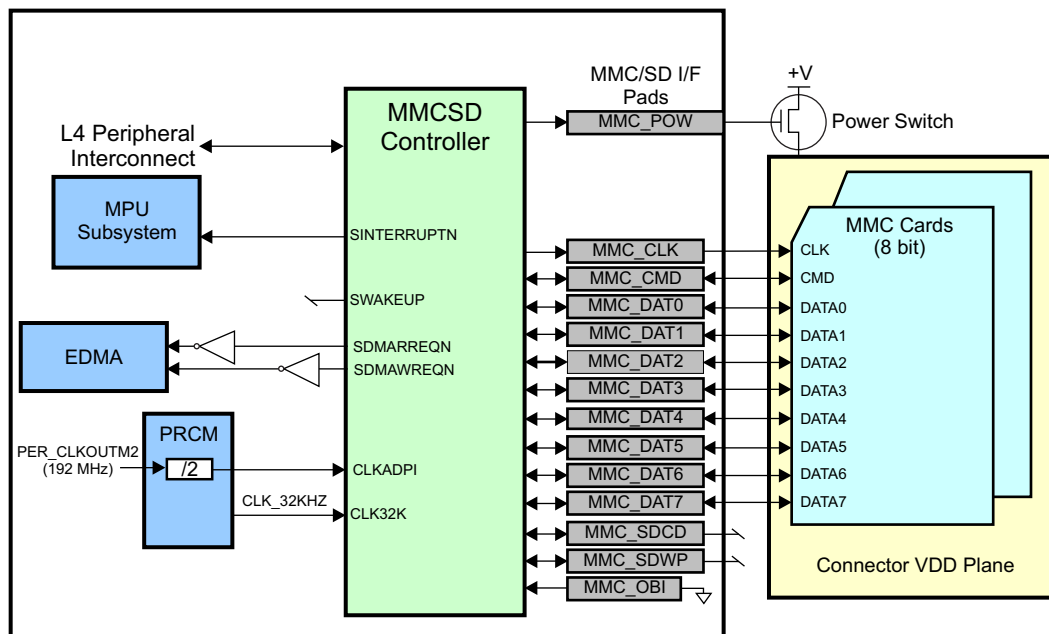 MMC/SD I/F
Pads
+V
Power Switch
MMCSD
Controller
L4 Peripheral
Interconnect
MPU
Subsystem
EDMA
PRCM
PER_CLKOUTM2
(192 MHz)
/2
CLK_32KHZ
SINTERRUPTN
SWAKEUP
SDMARREQN
SDMAWREQN
CLKADPI
CLK32K
MMC_POW
MMC_CLK
MMC_CMD
MMC_DAT0
MMC_DAT1
MMC_DAT2
MMC_DAT3
MMC_DAT4
MMC_DAT5
MMC_DAT6
MMC_DAT7
MMC_SDCD
MMC_SDWP
MMC_OBI
MMC Cards
(8 bit)
CLK
CMD
DATA0
DATA1
DATA2
DATA3
DATA4
DATA5
DATA6
DATA7
Connector VDD Plane